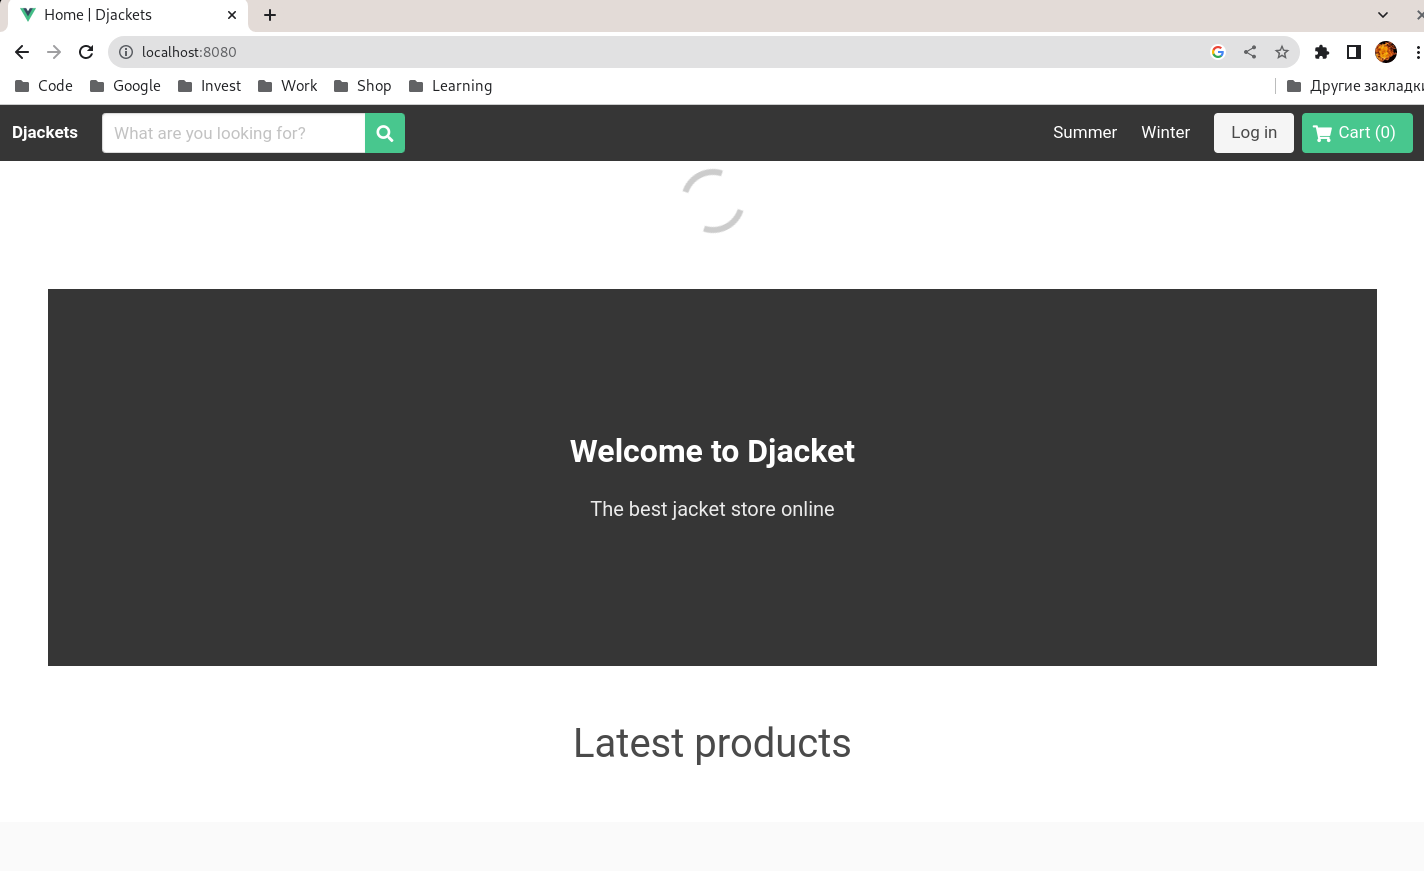 Home | Djackets
localhost:8080
Code Google Invest Work Shop Learning Другие закладки
Djackets What are you looking for? Summer Winter Log in Cart (0)
Welcome to Djacket
The best jacket store online
Latest products